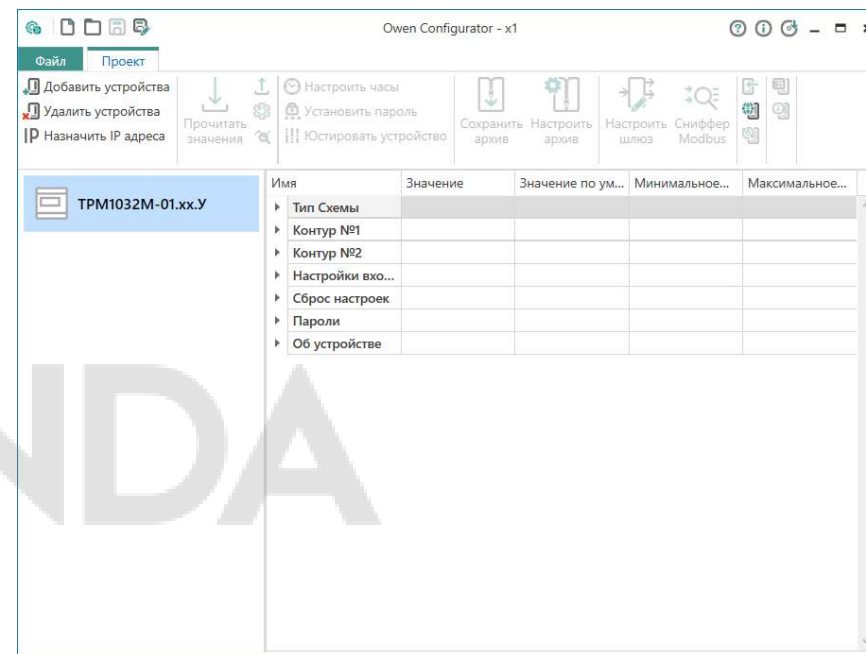 Owen Configurator - x1
Файл Проект
Добавить устройства
Удалить устройства
IP Назначить IP адреса
Прочитать значения
Настроить часы
Установить пароль
Юстировать устройство
Сохранить архив
Настроить архив
Настроить шлюз
Сниффер Modbus
ТРМ1032М-01.хх.У
Имя Значение Значение по ум... Минимальное... Максимальное...
Тип Схемы
Контур №1
Контур №2
Настройки вхо...
Сброс настроек
Пароли
Об устройстве
NDA